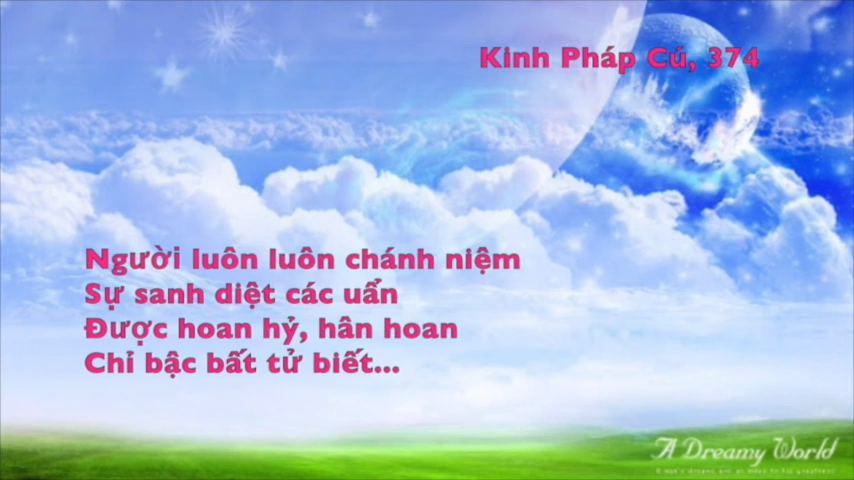 Kinh Pháp Cú, 374
Người luôn luôn chánh niệm
Sự sanh diệt các uẩn
Được hoan hỷ, hân hoan
Chỉ bậc bất tử biết...
A Dreamy World